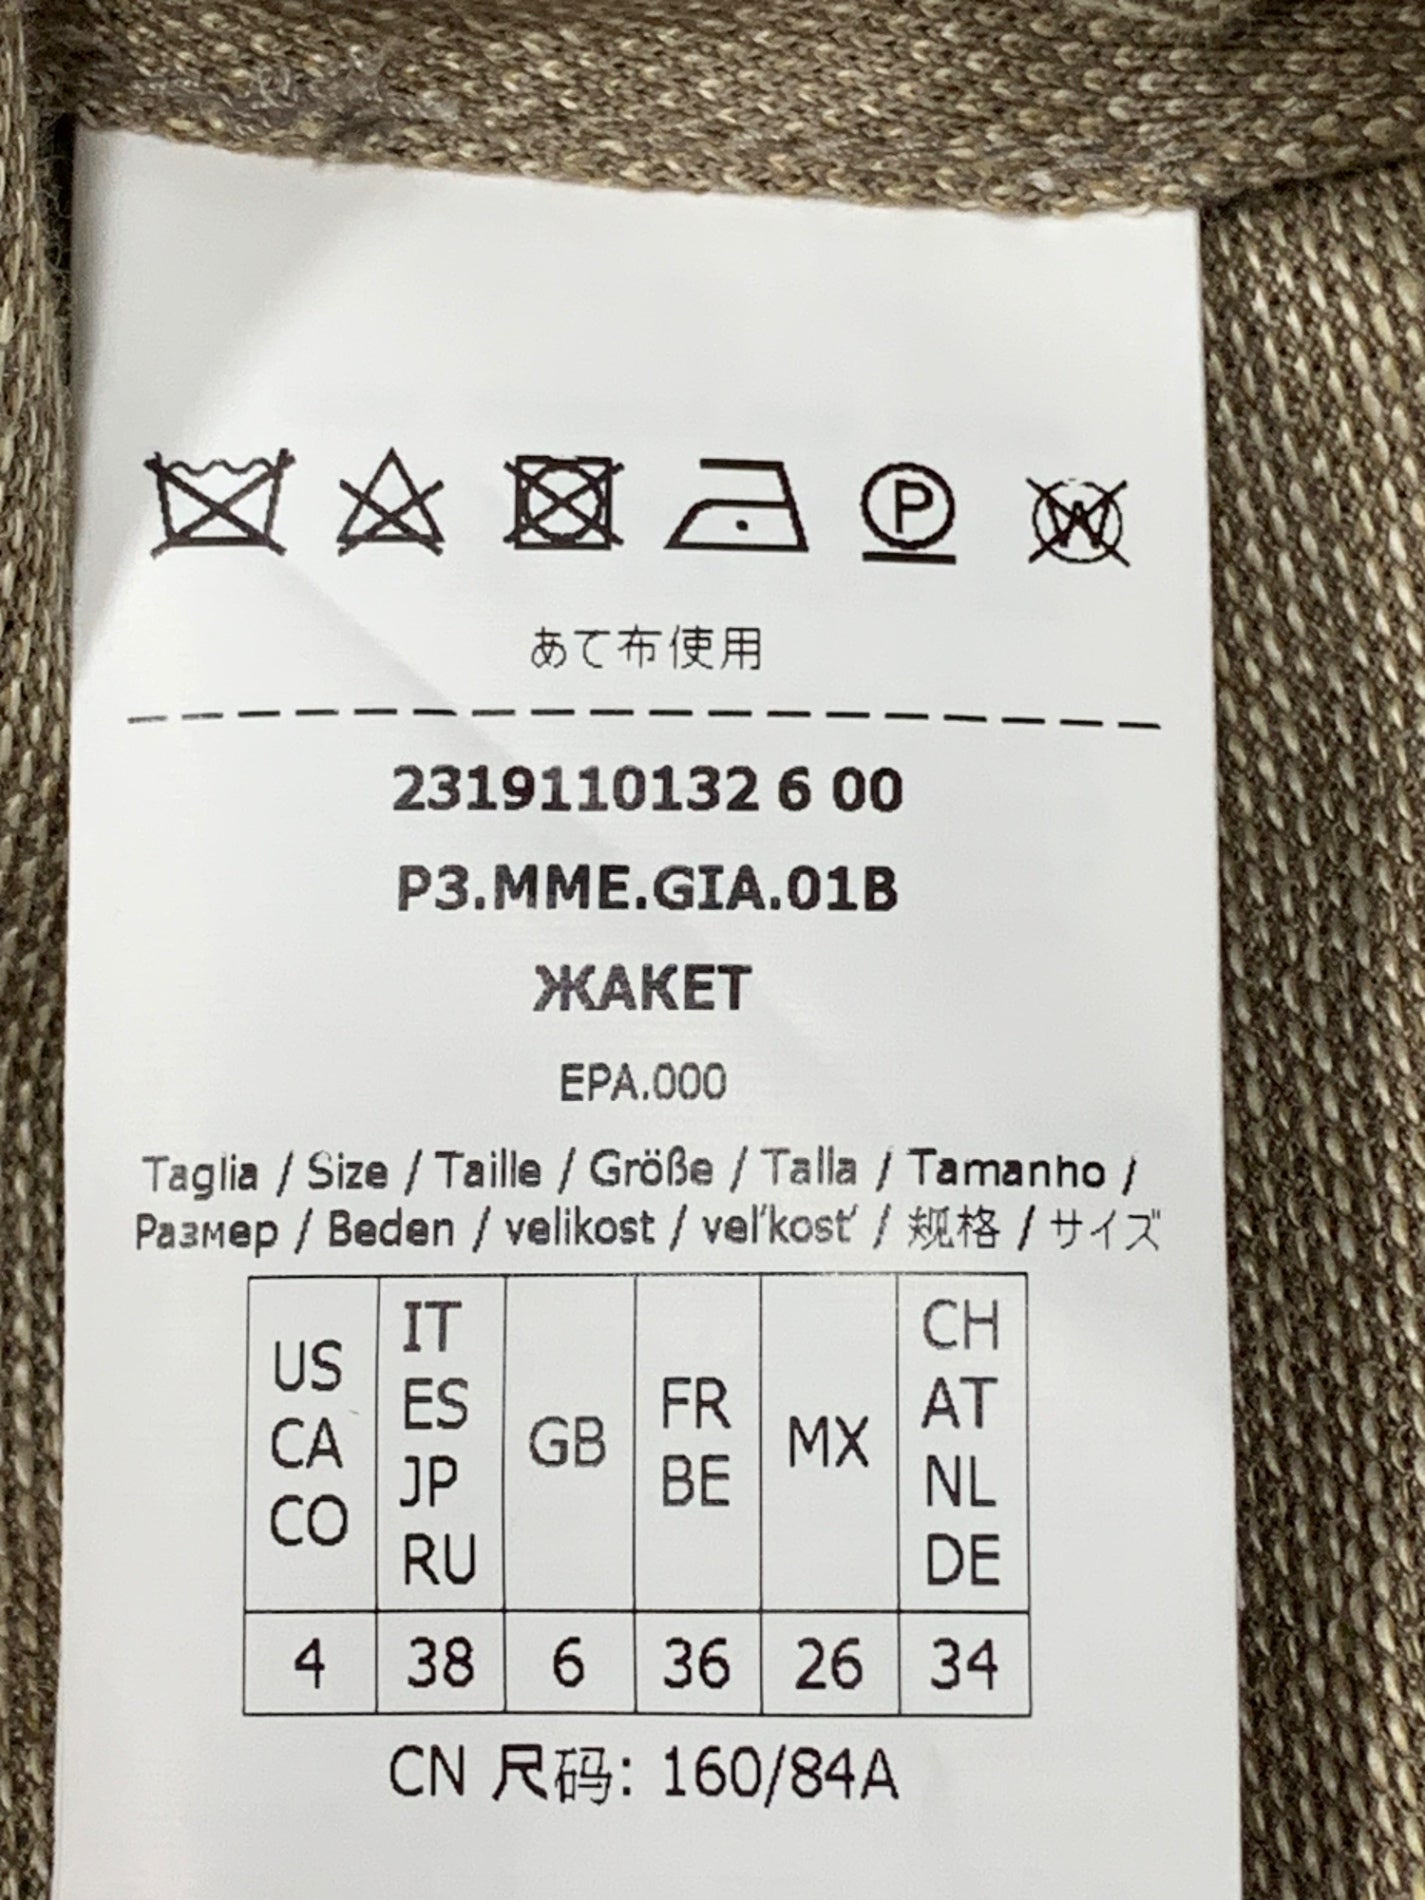 P
W
あて布使用
2319110132 6 00
P3.MME.GIA.01B
ЖАКЕТ
EPA.000
Taglia / Size / Taille / Größe / Talla / Tamanho /
Размер / Beden / velikost / vel'kost' / 规格 / サイズ
US CA CO
IT ES JP RU
GB
FR BE
MX
CH AT NL DE
4 38 6 36 26 34
CN 尺码: 160/84A